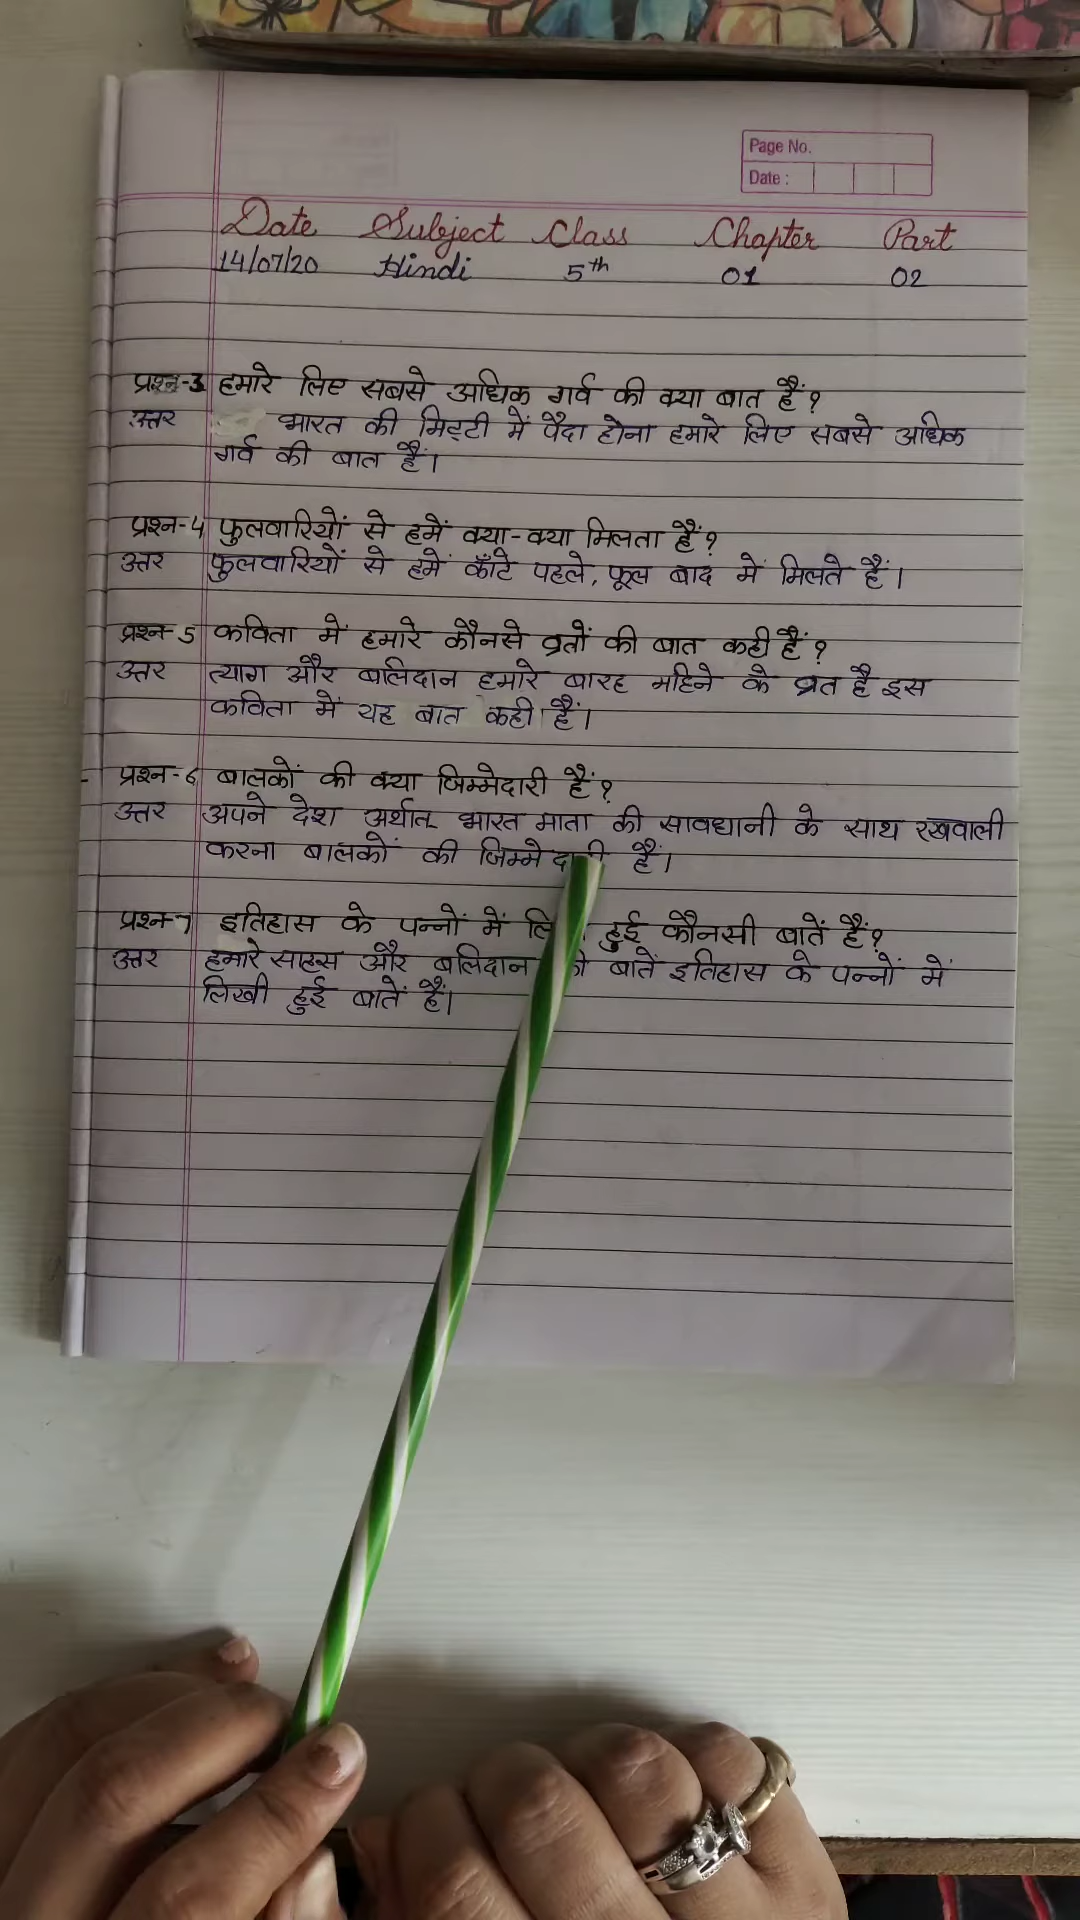 Page No.
Date :
Date Subject Class Chapter Part
14/07/20 Hindi 5th 01 02
प्रश्न-3 हमारे लिए सबसे अधिक गर्व की क्या बात हैं?
उत्तर भारत की मिट्टी में पैदा होना हमारे लिए सबसे अधिक
गर्व की बात हैं।
प्रश्न-4 फुलवारियों से हमें क्या-क्या मिलता हैं?
उत्तर फुलवारियों से हमें काँटे पहले, फूल बाद में मिलते हैं।
प्रश्न-5 कविता में हमारे कौनसे व्रतों की बात कही हैं?
उत्तर त्याग और बलिदान हमारे बारह महिने के व्रत है इस
कविता में यह बात कही हैं।
प्रश्न-6 बालकों की क्या जिम्मेदारी हैं?
उत्तर अपने देश अर्थात् भारत माता की सावधानी के साथ रखवाली
करना बालकों की जिम्मेदारी हैं।
प्रश्न-7 इतिहास के पन्नों में हुई कौनसी बातें हैं?
उत्तर हमारे साहस और बलिदान बातें इतिहास के पन्नों में
लिखी हुई बातें हैं।